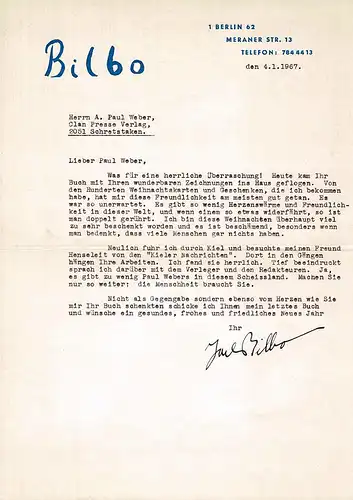 Bilbo
1 BERLIN 62
MERANER STR. 13
TELEFON: 784 44 13
den 4.1.1967.
Herrn A. Paul Weber,
Clan Presse Verlag,
2051 Schretstaken.
Lieber Paul Weber,
Was für eine herrliche Überraschung! Heute kam Ihr
Buch mit Ihren wunderbaren Zeichnungen ins Haus geflogen. Von
den Hunderten Weihnachtskarten und Geschenken, die ich bekommen
habe, hat mir diese Freundlichkeit am meisten gut getan. Es
war so unerwartet. Es gibt so wenig Herzenswärme und Freundlich-
keit in dieser Welt, und wenn einem so etwas widerfährt, so ist
man doppelt gerührt. Ich bin diese Weihnachten überhaupt viel
zu sehr beschenkt worden und es ist beschämend, besonders wenn
man bedenkt, dass viele Menschen gar nichts haben.
Neulich fuhr ich durch Kiel und besuchte meinen Freund
Henseleit von den "Kieler Nachrichten". Dort in den Gängen
hängen Ihre Arbeiten. Ich fand sie herrlich. Tief beeindruckt
sprach ich darüber mit dem Verleger und den Redakteuren. Ja,
es gibt zu wenig Paul Webers in diesem Scheissland. Machen Sie
nur so weiter: die Menschheit braucht Sie.
Nicht als Gegengabe sondern ebenso vom Herzen wie Sie
mir Ihr Buch schenkten schicke ich Ihnen mein letztes Buch
und wünsche ein gesundes, frohes und friedliches Neues Jahr
Ihr
Jack Bilbo